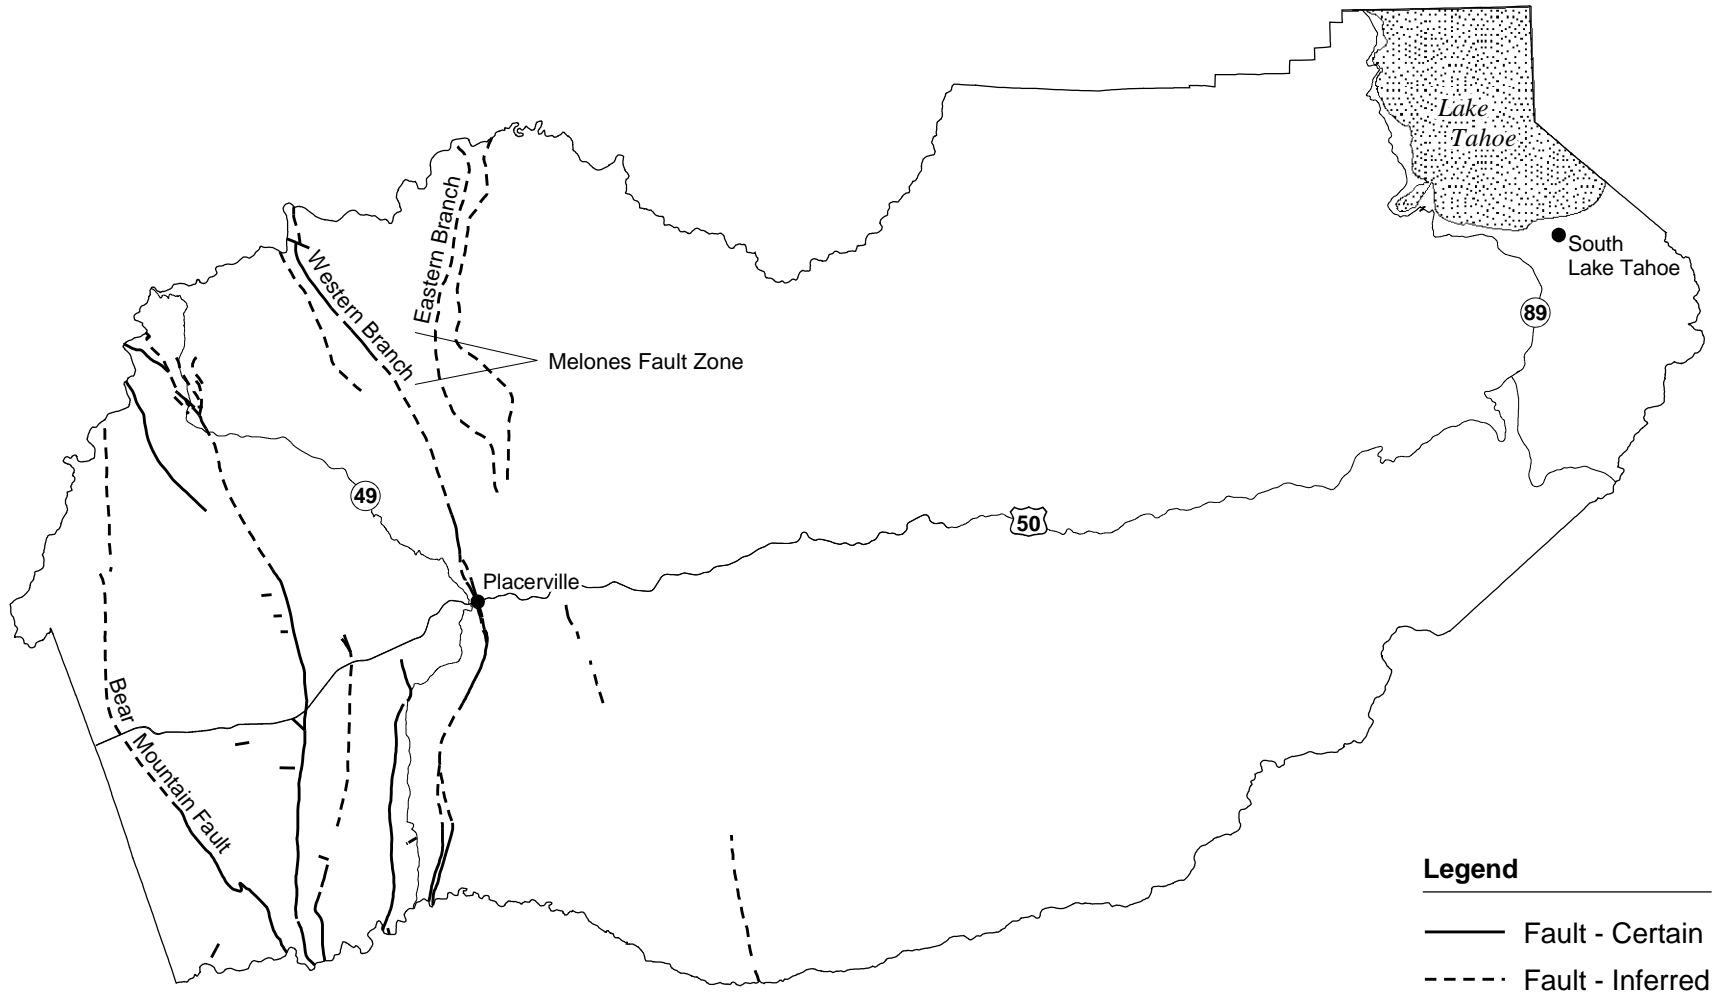 Lake
Tahoe
Eastern Branch
South
Lake Tahoe
Western Branch
89
Melones Fault Zone
49
50
Placerville
Bear
Mountain Fault
Legend
Fault - Certain
Fault - Inferred